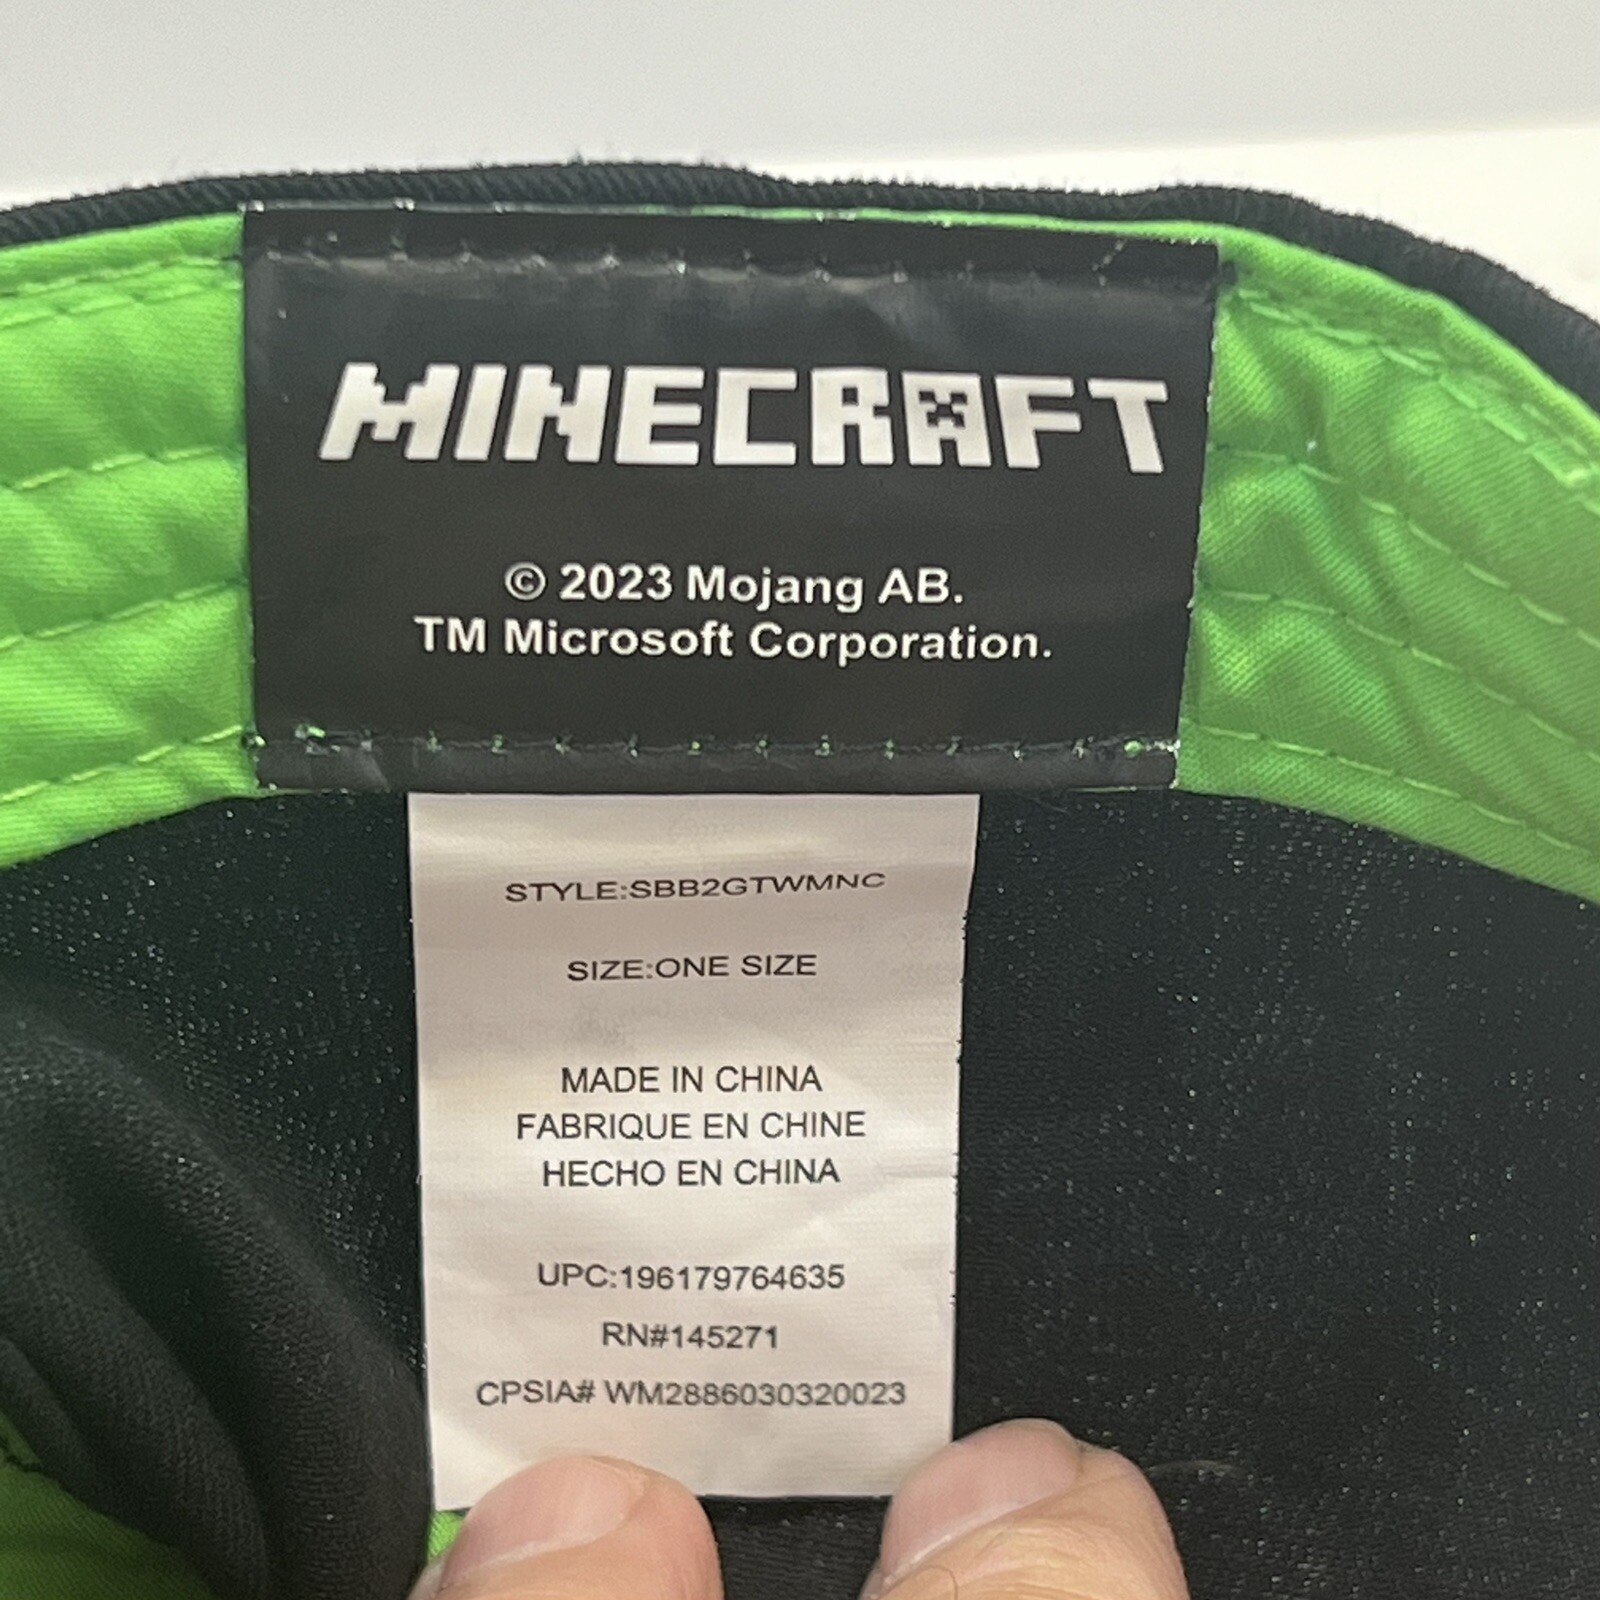 MINECRAFT
© 2023 Mojang AB.
TM Microsoft Corporation.
STYLE:SBB2GTWMNC
SIZE:ONE SIZE
MADE IN CHINA
FABRIQUE EN CHINE
HECHO EN CHINA
UPC:196179764635
RN#145271
CPSIA# WM2886030320023